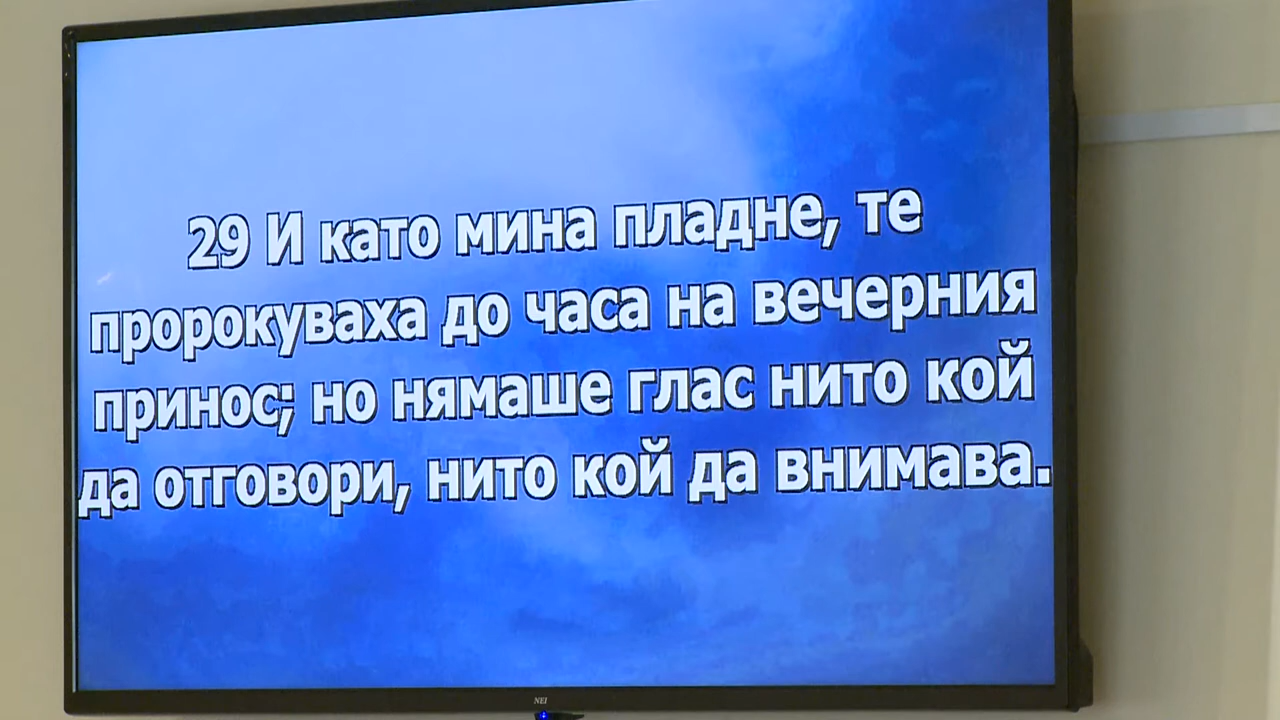 29 И като мина пладне, те
пророкуваха до часа на вечерния
принос; но нямаше глас нито кой
да отговори, нито кой да внимава.
NEI